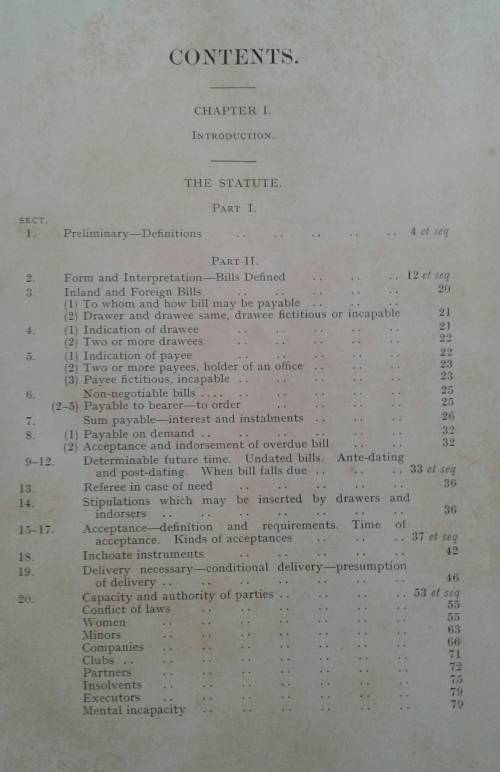 CONTENTS.
CHAPTER I.
INTRODUCTION.
THE STATUTE.
PART I.
SECT.
1. Preliminary—Definitions .. .. .. .. .. 4 et seq
PART II.
2. Form and Interpretation—Bills Defined .. .. .. 12 et seq
3. Inland and Foreign Bills .. .. .. .. .. 20
(1) To whom and how bill may be payable .. .. ..
(2) Drawer and drawee same, drawee fictitious or incapable 21
4. (1) Indication of drawee .. .. .. .. .. 21
(2) Two or more drawees .. .. .. .. .. 22
5. (1) Indication of payee .. .. .. .. .. 22
(2) Two or more payees, holder of an office .. .. .. 23
(3) Payee fictitious, incapable .. .. .. .. .. 23
6. Non-negotiable bills .... .. .. .. .. .. 25
(2-5) Payable to bearer—to order .. .. .. .. 25
7. Sum payable—interest and instalments .. .. .. 26
8. (1) Payable on demand .. .. .. .. .. .. 32
(2) Acceptance and indorsement of overdue bill .. .. 32
9-12. Determinable future time. Undated bills. Ante-dating
and post-dating. When bill falls due .. .. .. 33 et seq
13. Referee in case of need .. .. .. .. .. 36
14. Stipulations which may be inserted by drawers and
indorsers .. .. .. .. .. .. .. 36
15-17. Acceptance—definition and requirements. Time of
acceptance. Kinds of acceptances .. .. .. 37 et seq
18. Inchoate instruments .. .. .. .. .. 42
19. Delivery necessary—conditional delivery—presumption
of delivery .. .. .. .. .. .. .. 46
20. Capacity and authority of parties .. .. .. .. 53 et seq
Conflict of laws .. .. .. .. .. .. 55
Women .. .. .. .. .. .. .. 55
Minors .. .. .. .. .. .. .. 63
Companies .. .. .. .. .. .. .. 66
Clubs .. .. .. .. .. .. .. .. 71
Partners .. .. .. .. .. .. .. 72
Insolvents .. .. .. .. .. .. .. 75
Executors .. .. .. .. .. .. .. 79
Mental incapacity .. .. .. .. .. .. 79